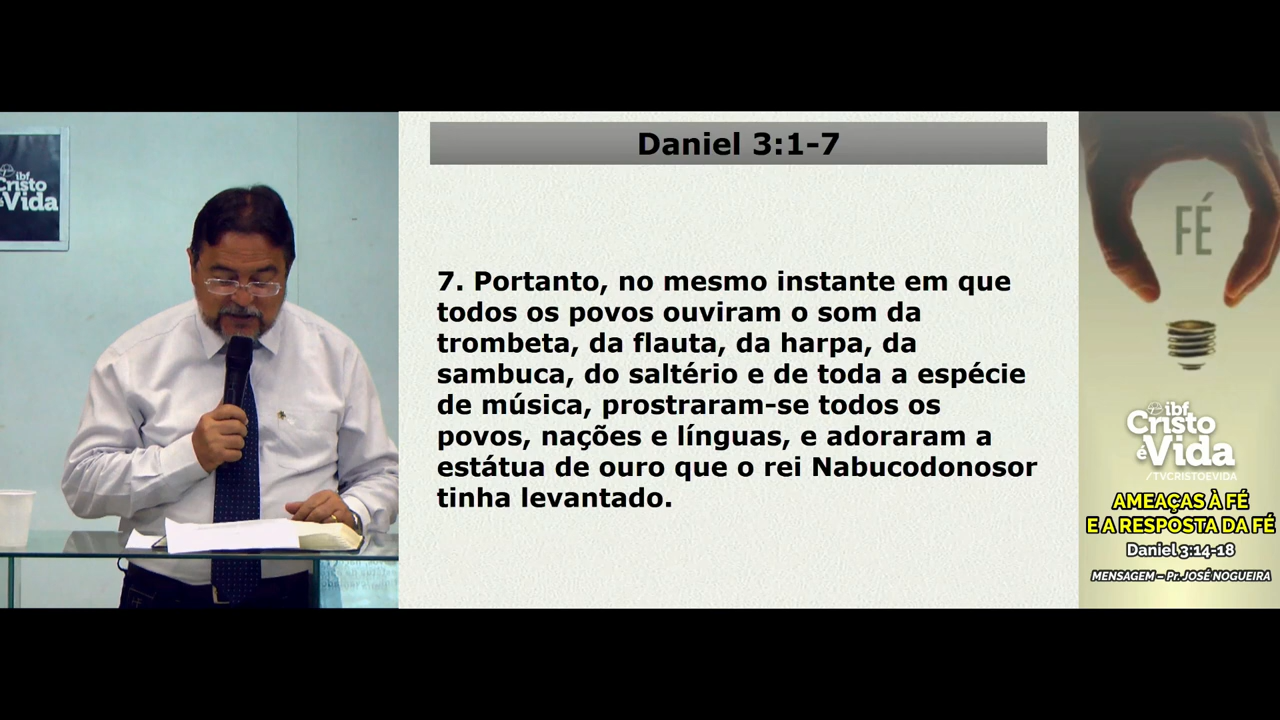 ibf
Cristo
é Vida
Daniel 3:1-7
7. Portanto, no mesmo instante em que
todos os povos ouviram o som da
trombeta, da flauta, da harpa, da
sambuca, do saltério e de toda a espécie
de música, prostraram-se todos os
povos, nações e línguas, e adoraram a
estátua de ouro que o rei Nabucodonosor
tinha levantado.
FÉ
ibf
Cristo
é Vida
/TVCRISTOEVIDA
AMEAÇAS À FÉ
E A RESPOSTA DA FÉ
Daniel 3:14-18
MENSAGEM – Pr. JOSÉ NOGUEIRA